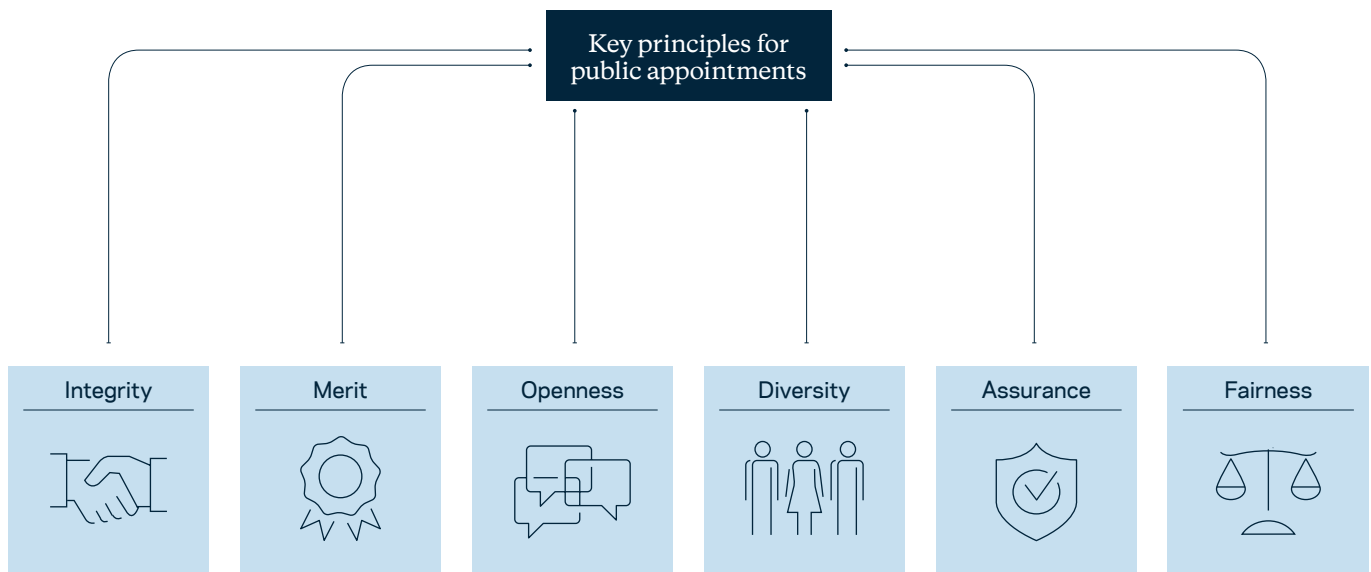 Key principles for
public appointments
Integrity
Merit
Openness
Diversity
Assurance
Fairness